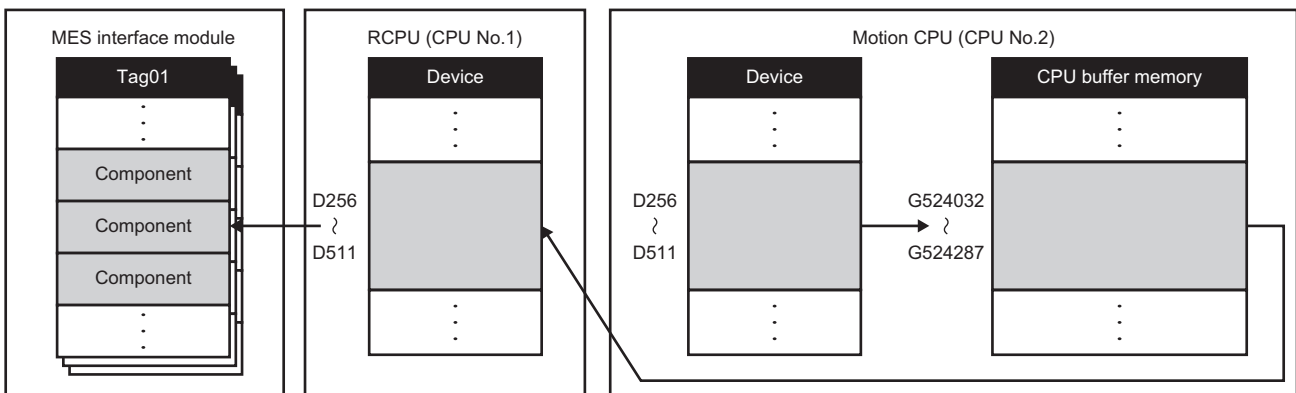 MES interface module
Tag01
Component
Component
Component
RCPU (CPU No.1)
Device
D256
~
D511
Motion CPU (CPU No.2)
Device
D256
~
D511
CPU buffer memory
G524032
~
G524287